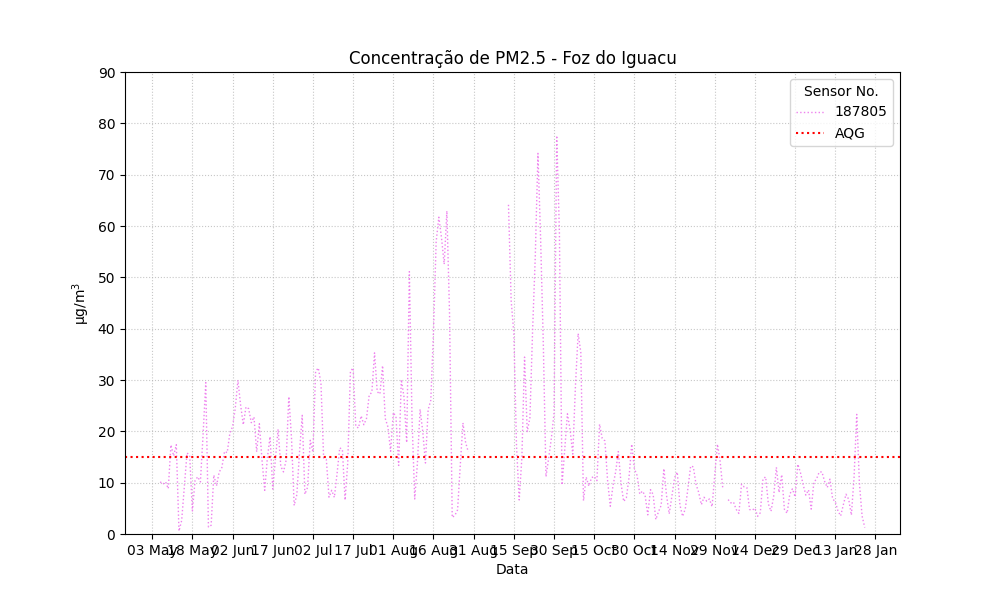 Concentração de PM2.5 - Foz do Iguacu
Sensor No.
187805
AQG
90
80
70
60
50
40
30
20
10
0
µg/m³
03 May
18 May
02 Jun
17 Jun
02 Jul
17 Jul
01 Aug
16 Aug
31 Aug
15 Sep
30 Sep
15 Oct
30 Oct
14 Nov
29 Nov
14 Dec
29 Dec
13 Jan
28 Jan
Data